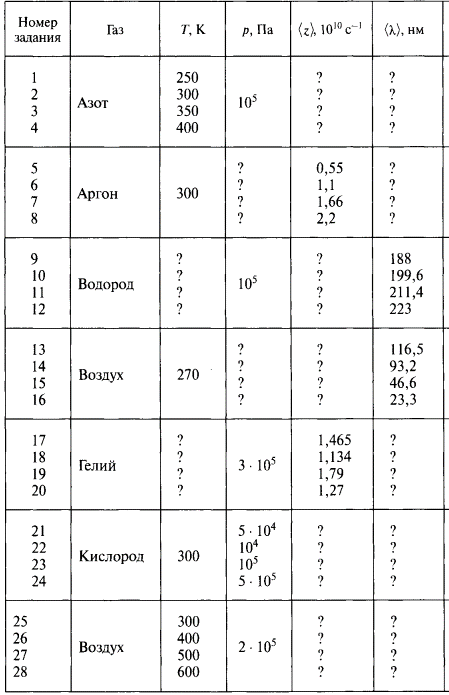 Номер задания Газ T, К p, Па ⟨z⟩, 10¹⁰ с⁻¹ ⟨λ⟩, нм
1 250 ? ?
2 Азот 300 10⁵ ? ?
3 350 ? ?
4 400 ? ?
5 ? 0,55 ?
6 Аргон 300 ? 1,1 ?
7 ? 1,66 ?
8 ? 2,2 ?
9 ? ? 188
10 Водород ? 10⁵ ? 199,6
11 ? ? 211,4
12 ? ? 223
13 ? ? 116,5
14 Воздух 270 ? ? 93,2
15 ? ? 46,6
16 ? ? 23,3
17 ? 1,465 ?
18 Гелий ? 3 · 10⁵ 1,134 ?
19 ? 1,79 ?
20 ? 1,27 ?
21 5 · 10⁴ ? ?
22 Кислород 300 10⁴ ? ?
23 10⁵ ? ?
24 5 · 10⁵ ? ?
25 300 ? ?
26 Воздух 400 2 · 10⁵ ? ?
27 500 ? ?
28 600 ? ?